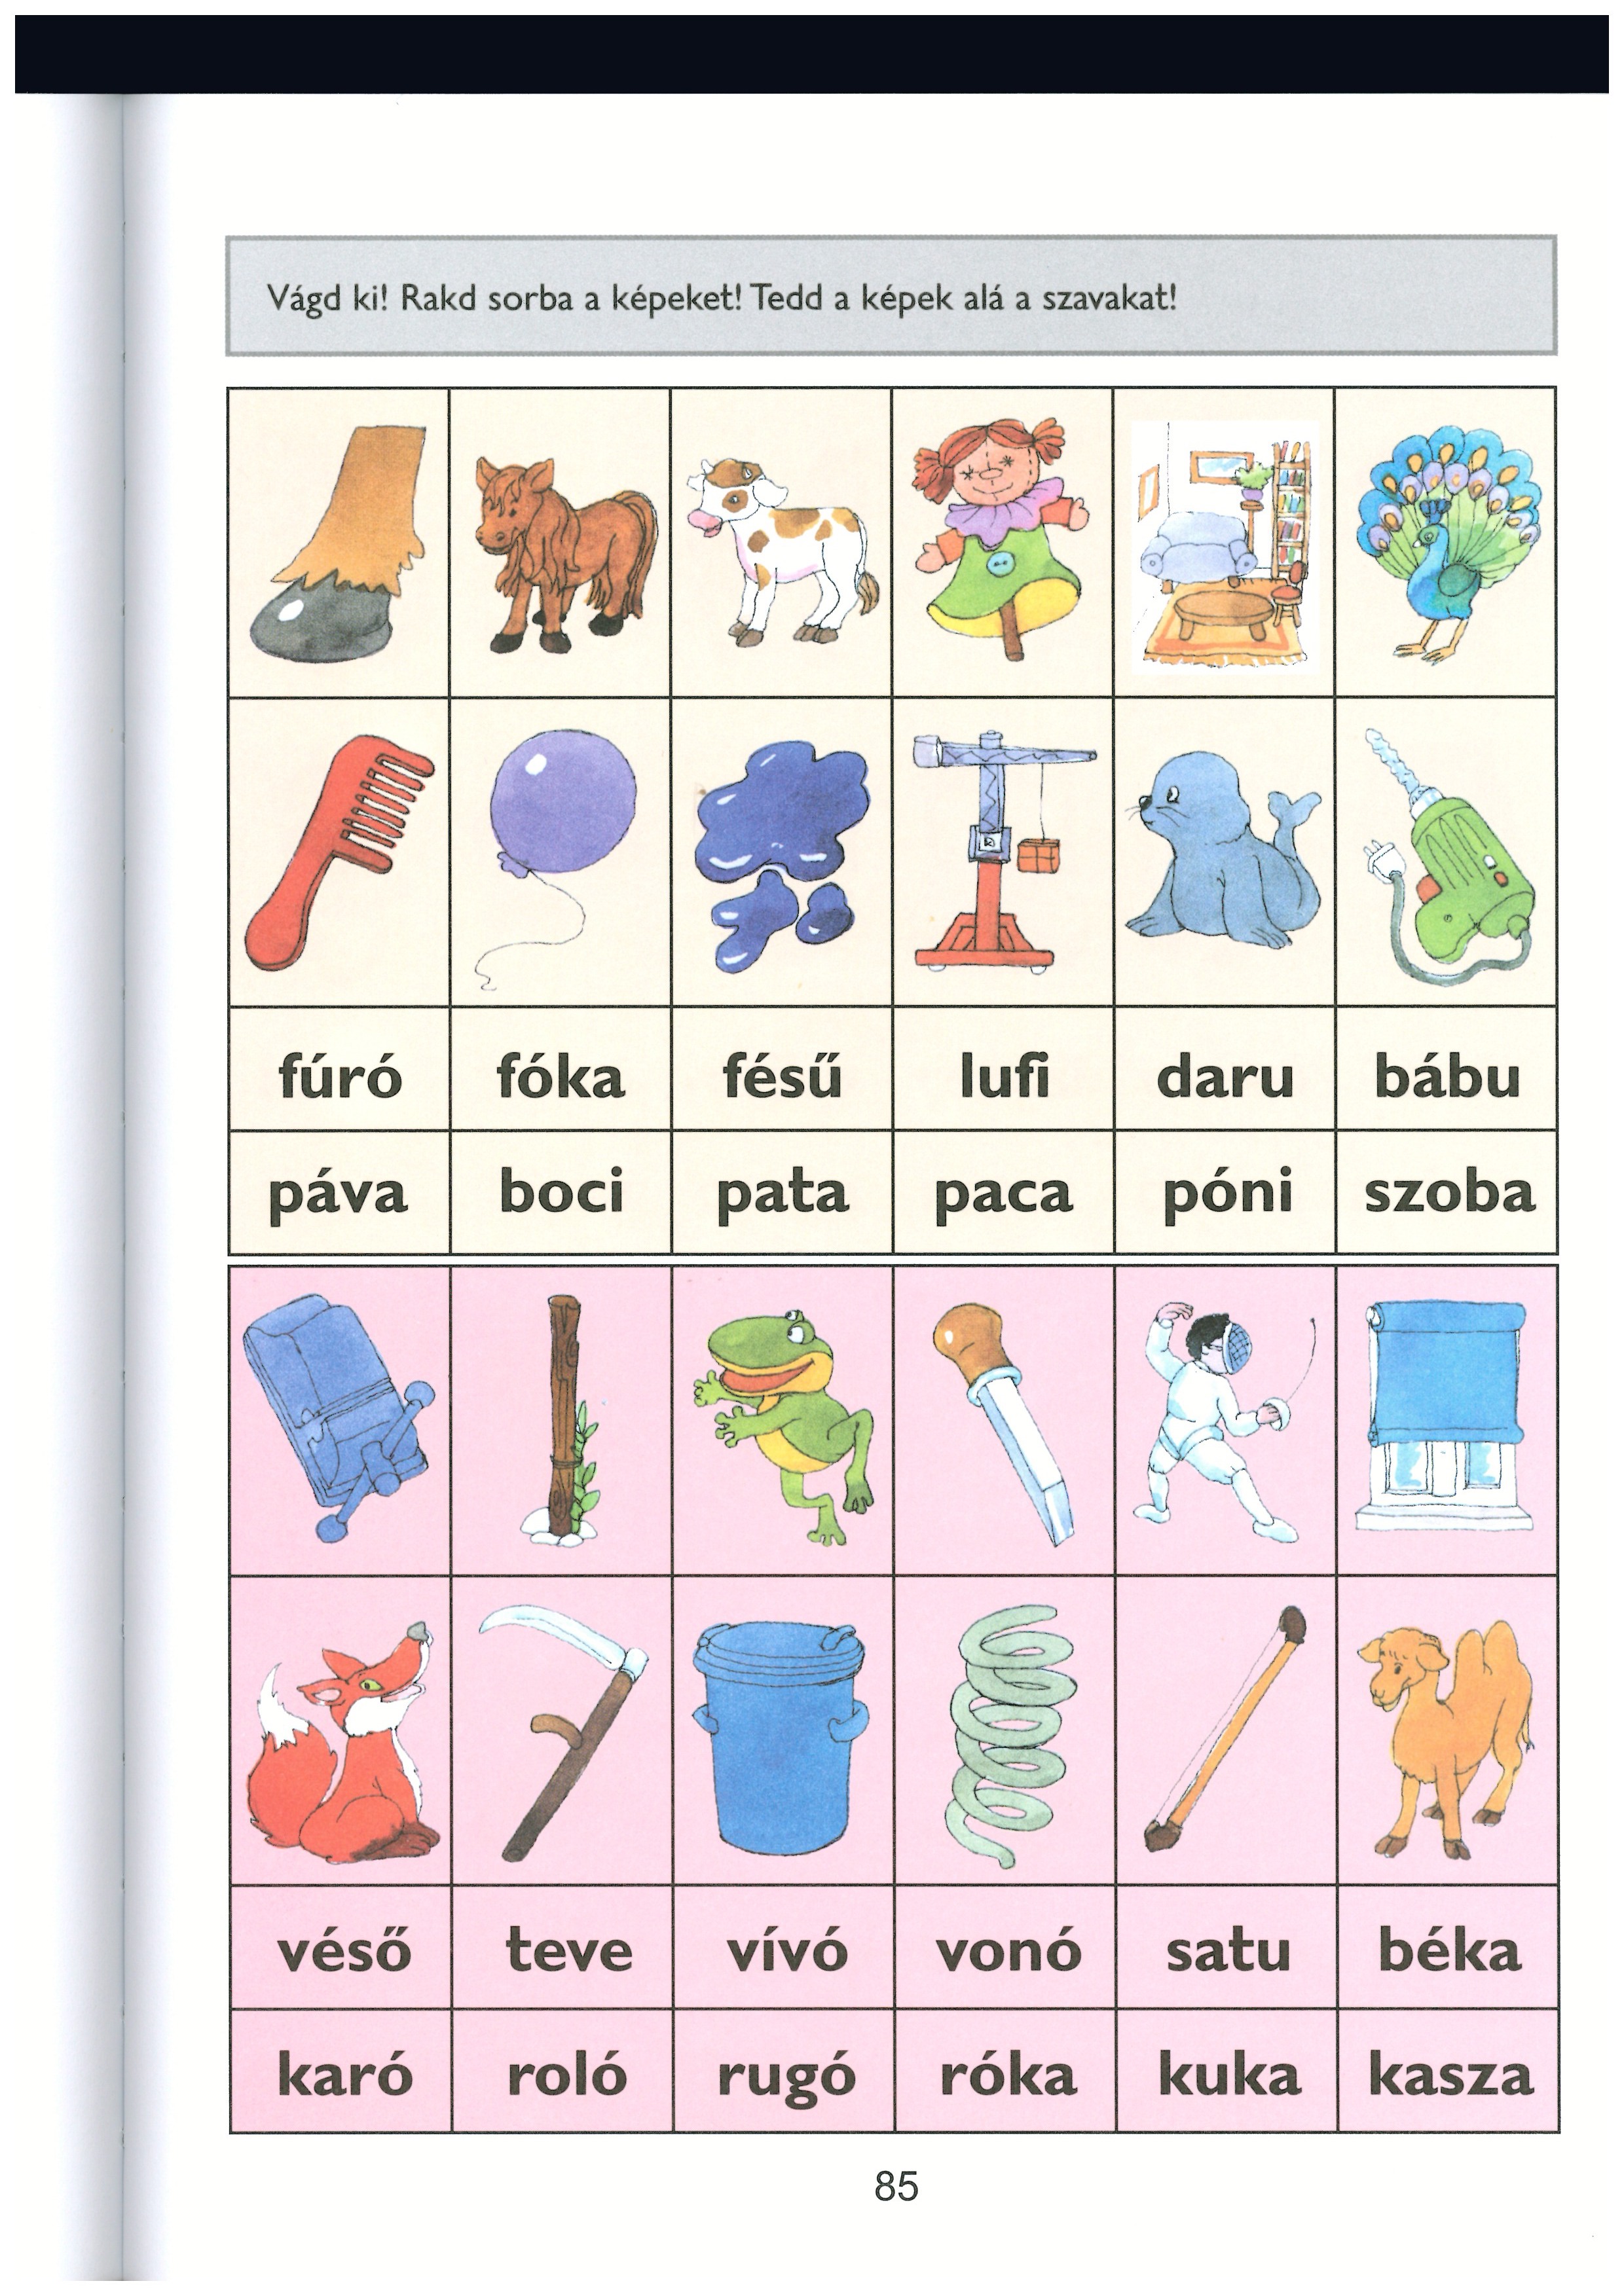 Vágd ki! Rakd sorba a képeket! Tedd a képek alá a szavakat!
fúró fóka fésű lufi daru bábu
páva boci pata paca póni szoba
véső teve vívó vonó satu béka
karó roló rugó róka kuka kasza
85